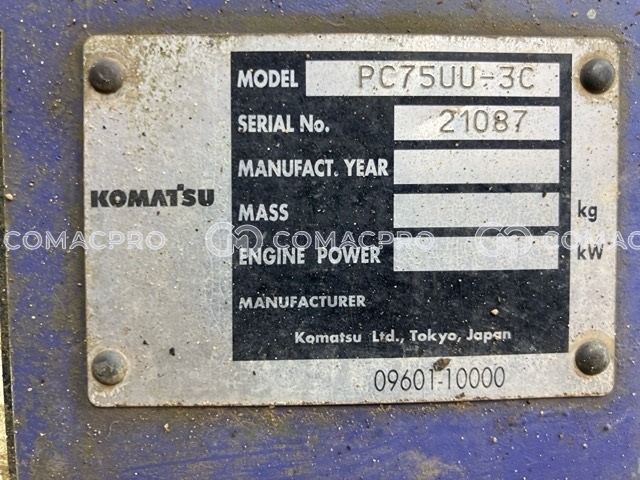 MODEL PC75UU-3C
SERIAL No. 21087
MANUFACT. YEAR
KOMATSU
MASS kg
COMACPRO COMACPRO COMACPRO
ENGINE POWER kW
MANUFACTURER
Komatsu Ltd., Tokyo, Japan
09601-10000